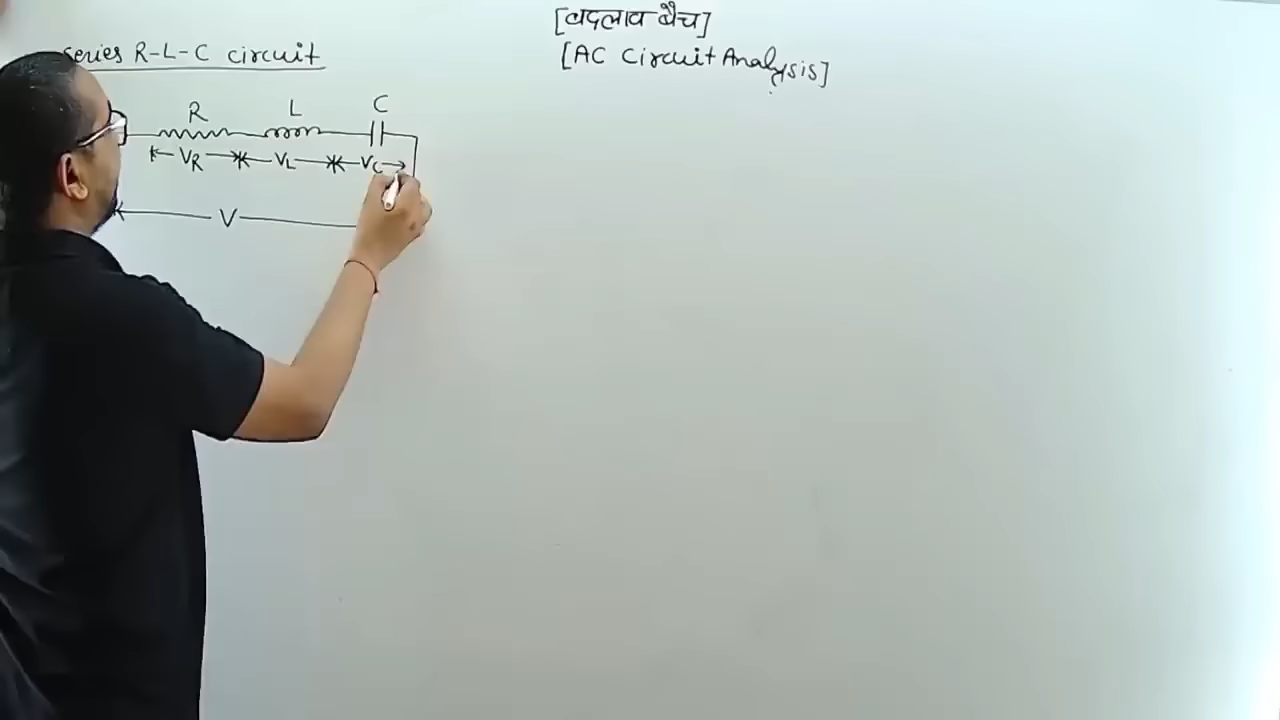 [बदलाव बैच]
[AC Circuit Analysis]
series R-L-C circuit
R L C
VR VL VC
V